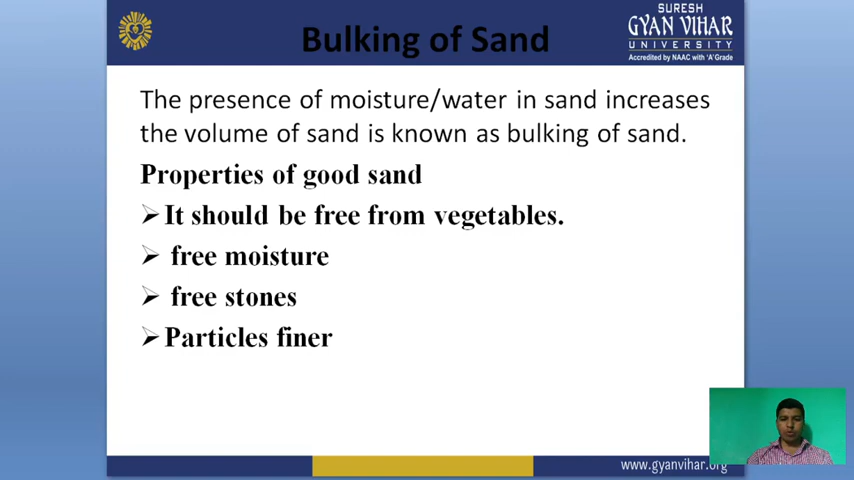 Bulking of Sand
SURESH
GYAN VIHAR
UNIVERSITY
Accredited by NAAC with 'A' Grade
The presence of moisture/water in sand increases
the volume of sand is known as bulking of sand.
Properties of good sand
➢It should be free from vegetables.
➢ free moisture
➢ free stones
➢Particles finer
www.gyanvihar.org